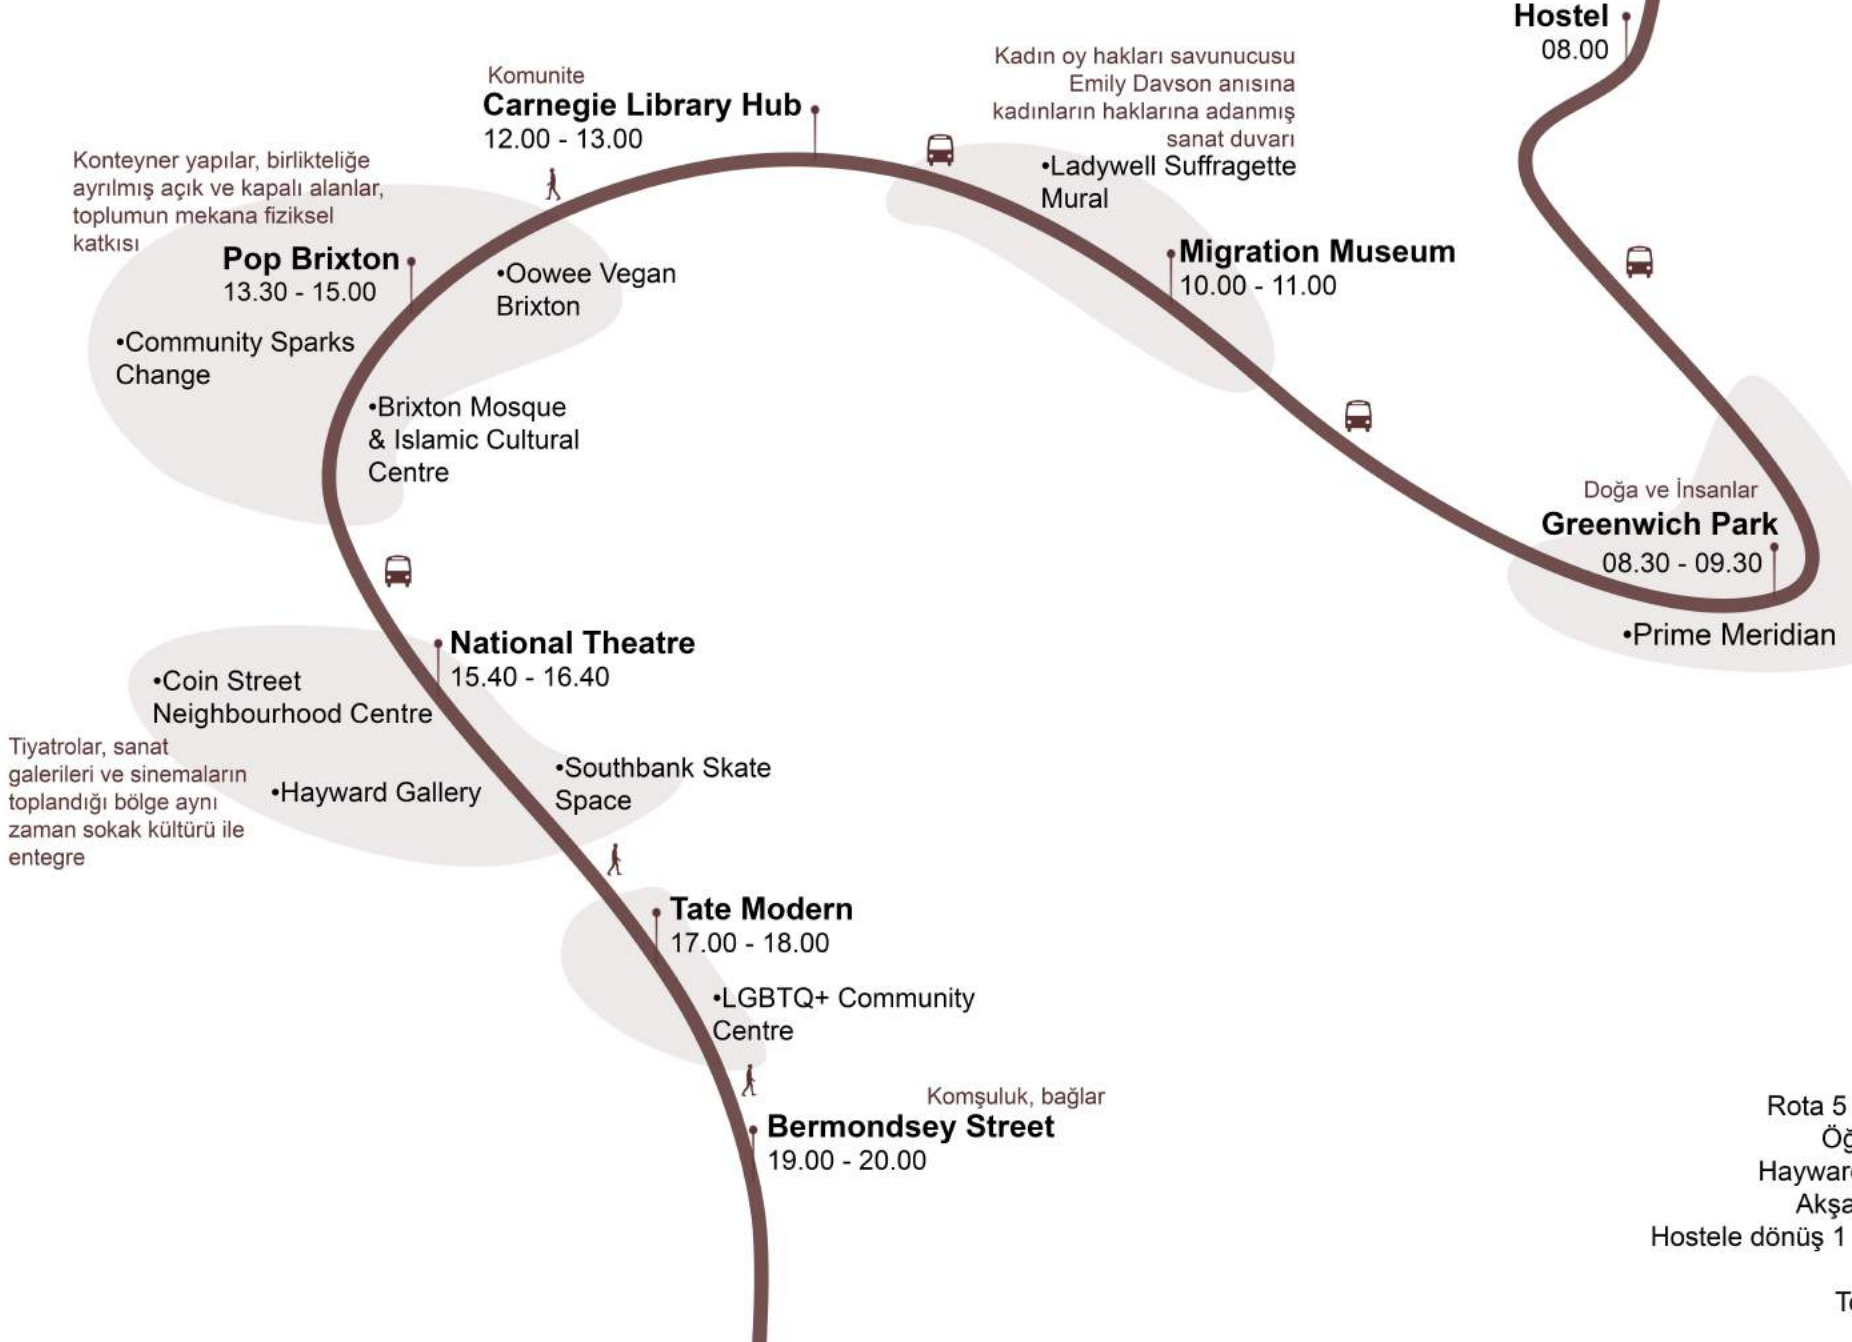 Hostel
08.00
Kadın oy hakları savunucusu
Emily Davson anısına
kadınların haklarına adanmış
sanat duvarı
•Ladywell Suffragette
Mural
Komunite
Carnegie Library Hub
12.00 - 13.00
Konteyner yapılar, birlikteliğe
ayrılmış açık ve kapalı alanlar,
toplumun mekana fiziksel
katkısı
Pop Brixton
13.30 - 15.00
•Oowee Vegan
Brixton
Migration Museum
10.00 - 11.00
•Community Sparks
Change
•Brixton Mosque
& Islamic Cultural
Centre
Doğa ve İnsanlar
Greenwich Park
08.30 - 09.30
•Prime Meridian
National Theatre
15.40 - 16.40
•Coin Street
Neighbourhood Centre
Tiyatrolar, sanat
galerileri ve sinemaların
toplandığı bölge aynı
zaman sokak kültürü ile
entegre
•Hayward Gallery
•Southbank Skate
Space
Tate Modern
17.00 - 18.00
•LGBTQ+ Community
Centre
Komşuluk, bağlar
Bermondsey Street
19.00 - 20.00
Rota 5
Hostele dönüş 1